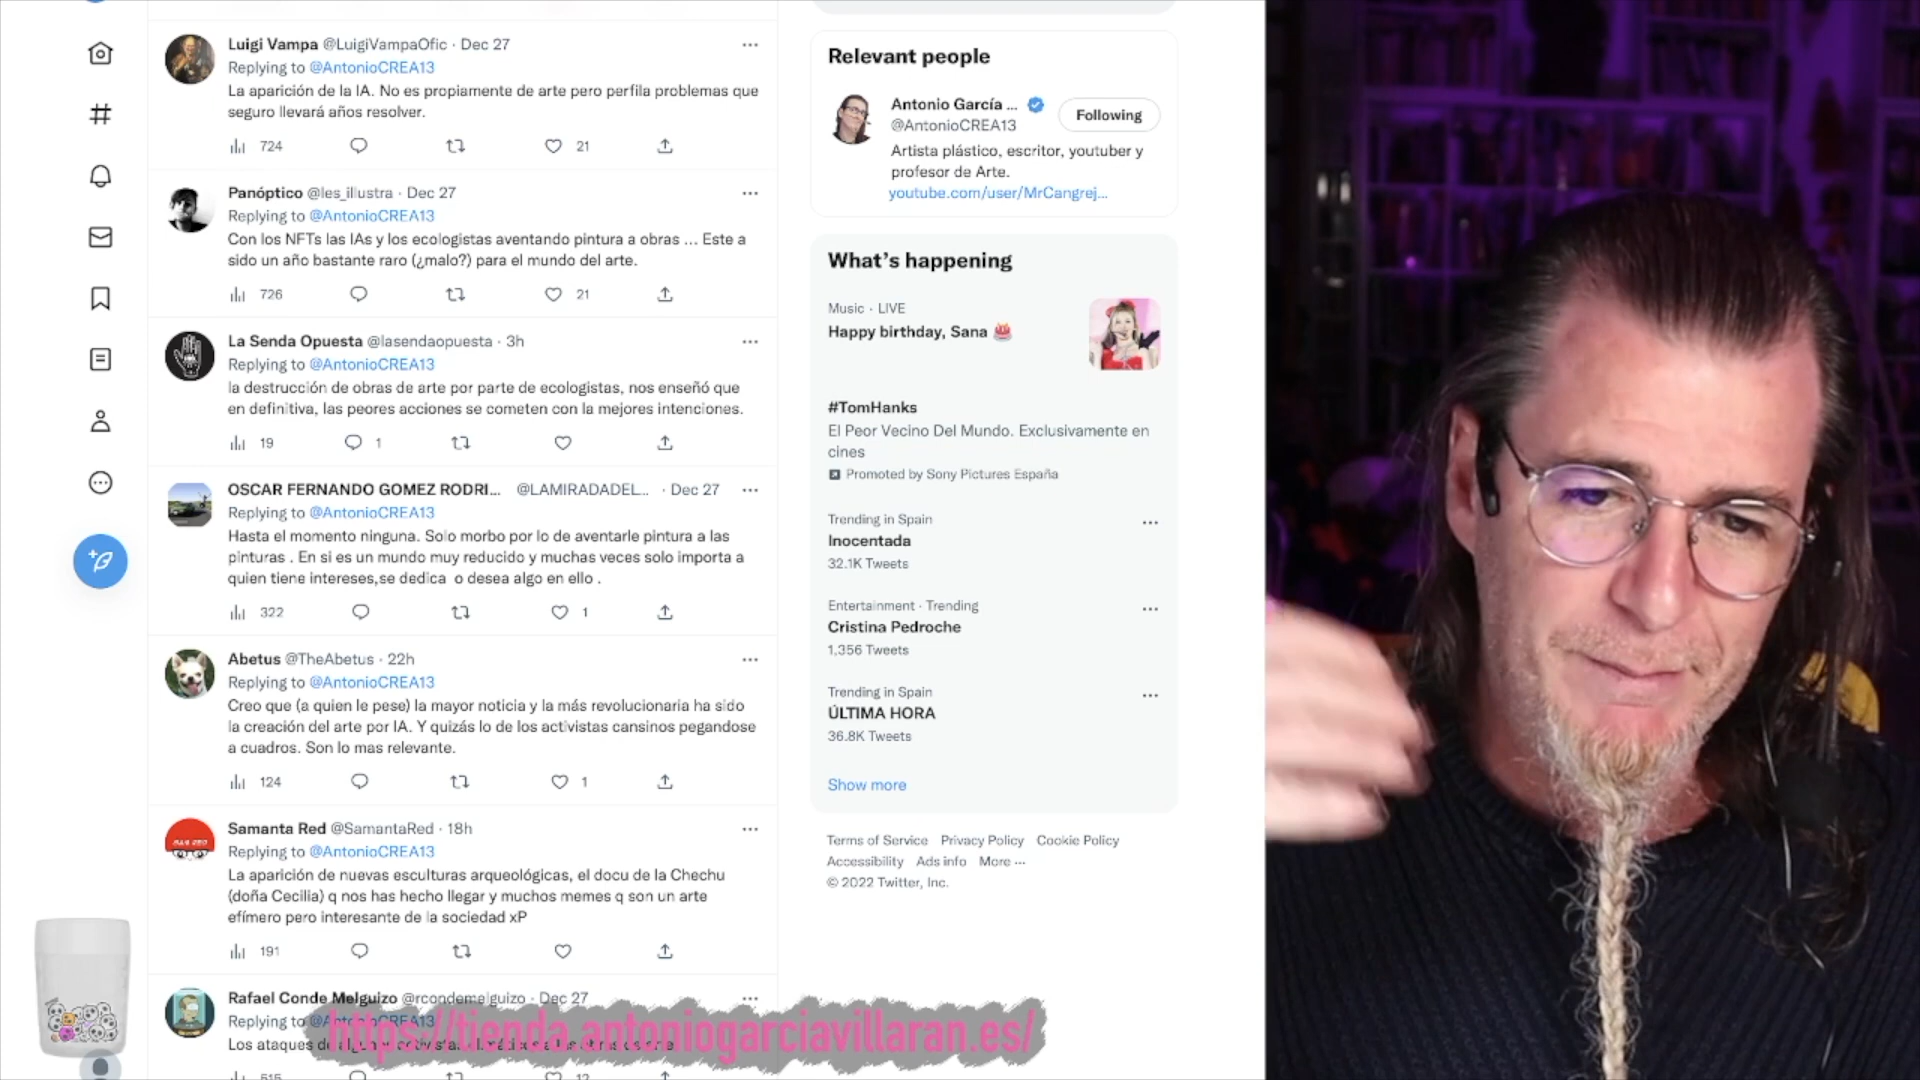 Luigi Vampa @LuigiVampaOfic · Dec 27
Replying to @AntonioCREA13
La aparición de la IA. No es propiamente de arte pero perfila problemas que
seguro llevará años resolver.
724 21
Panóptico @les_illustra · Dec 27
Replying to @AntonioCREA13
Con los NFTs las IAs y los ecologistas aventando pintura a obras ... Este a
sido un año bastante raro (¿malo?) para el mundo del arte.
726 21
La Senda Opuesta @lasendaopuesta · 3h
Replying to @AntonioCREA13
la destrucción de obras de arte por parte de ecologistas, nos enseñó que
en definitiva, las peores acciones se cometen con la mejores intenciones.
19 1
OSCAR FERNANDO GOMEZ RODRI... @LAMIRADADEL... · Dec 27
Replying to @AntonioCREA13
Hasta el momento ninguna. Solo morbo por lo de aventarle pintura a las
pinturas . En si es un mundo muy reducido y muchas veces solo importa a
quien tiene intereses,se dedica o desea algo en ello .
322 1
Abetus @TheAbetus · 22h
Replying to @AntonioCREA13
Creo que (a quien le pese) la mayor noticia y la más revolucionaria ha sido
la creación del arte por IA. Y quizás lo de los activistas cansinos pegandose
a cuadros. Son lo mas relevante.
124 1
Samanta Red @SamantaRed · 18h
Replying to @AntonioCREA13
La aparición de nuevas esculturas arqueológicas, el docu de la Chechu
(doña Cecilia) q nos has hecho llegar y muchos memes q son un arte
efímero pero interesante de la sociedad xP
191
Rafael Conde Melguizo @rcondemelguizo · Dec 27
Replying to @AntonioCREA13
Los ataques de
https://tienda.antoniogarciavillaran.es/
Relevant people
Antonio García ...
@AntonioCREA13
Following
Artista plástico, escritor, youtuber y
profesor de Arte.
youtube.com/user/MrCangrej...
What's happening
Music · LIVE
Happy birthday, Sana
#TomHanks
El Peor Vecino Del Mundo. Exclusivamente en
cines
Promoted by Sony Pictures España
Trending in Spain
Inocentada
32.1K Tweets
Entertainment · Trending
Cristina Pedroche
1,356 Tweets
Trending in Spain
ÚLTIMA HORA
36.8K Tweets
Show more
Terms of Service Privacy Policy Cookie Policy
Accessibility Ads info More ...
© 2022 Twitter, Inc.